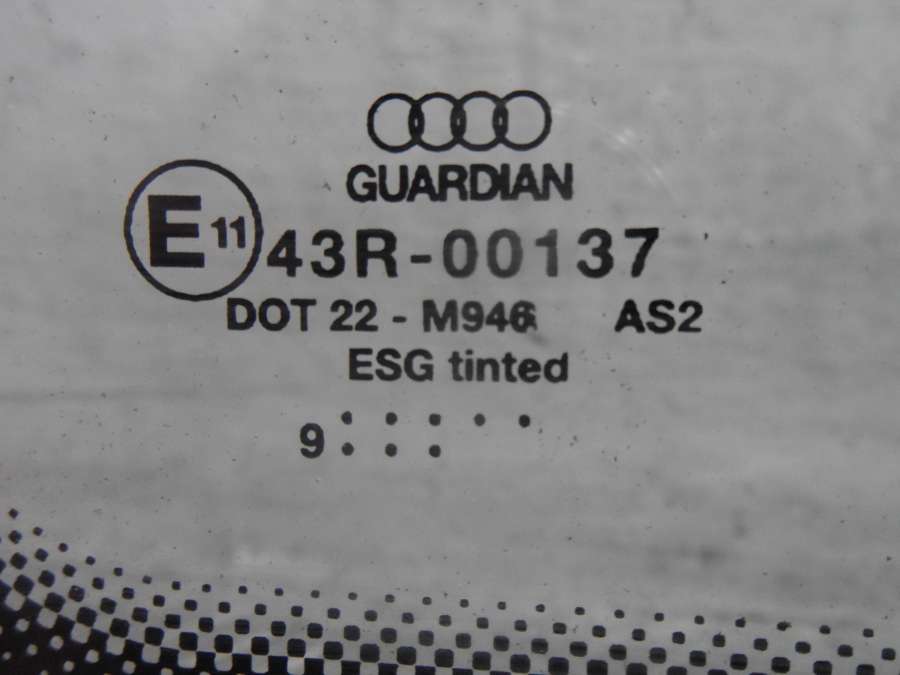 GUARDIAN
E 11 43R-00137
DOT 22 - M946 AS2
ESG tinted
9